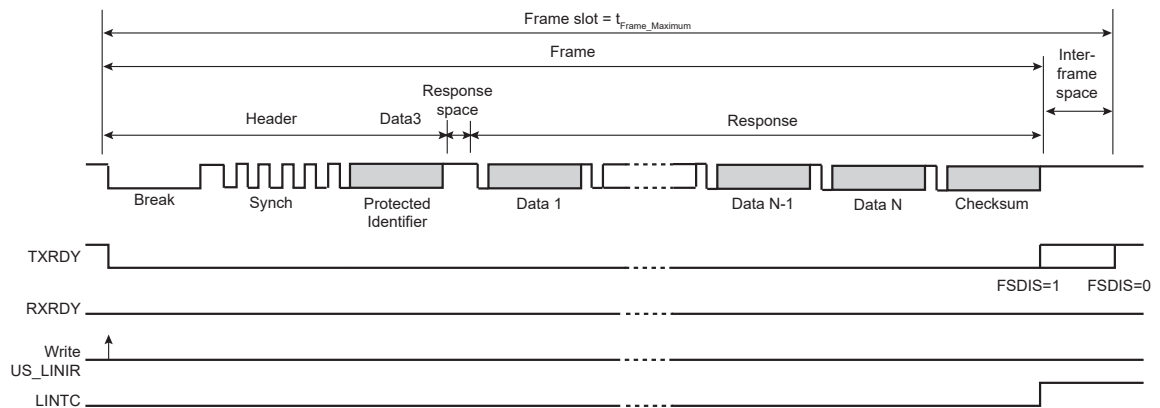 Frame slot = tFrame_Maximum
Frame
Inter-
frame
space
Response
space
Header
Data3
Response
Break
Synch
Protected
Identifier
Data 1
Data N-1
Data N
Checksum
TXRDY
FSDIS=1
FSDIS=0
RXRDY
Write
US_LINIR
LINTC